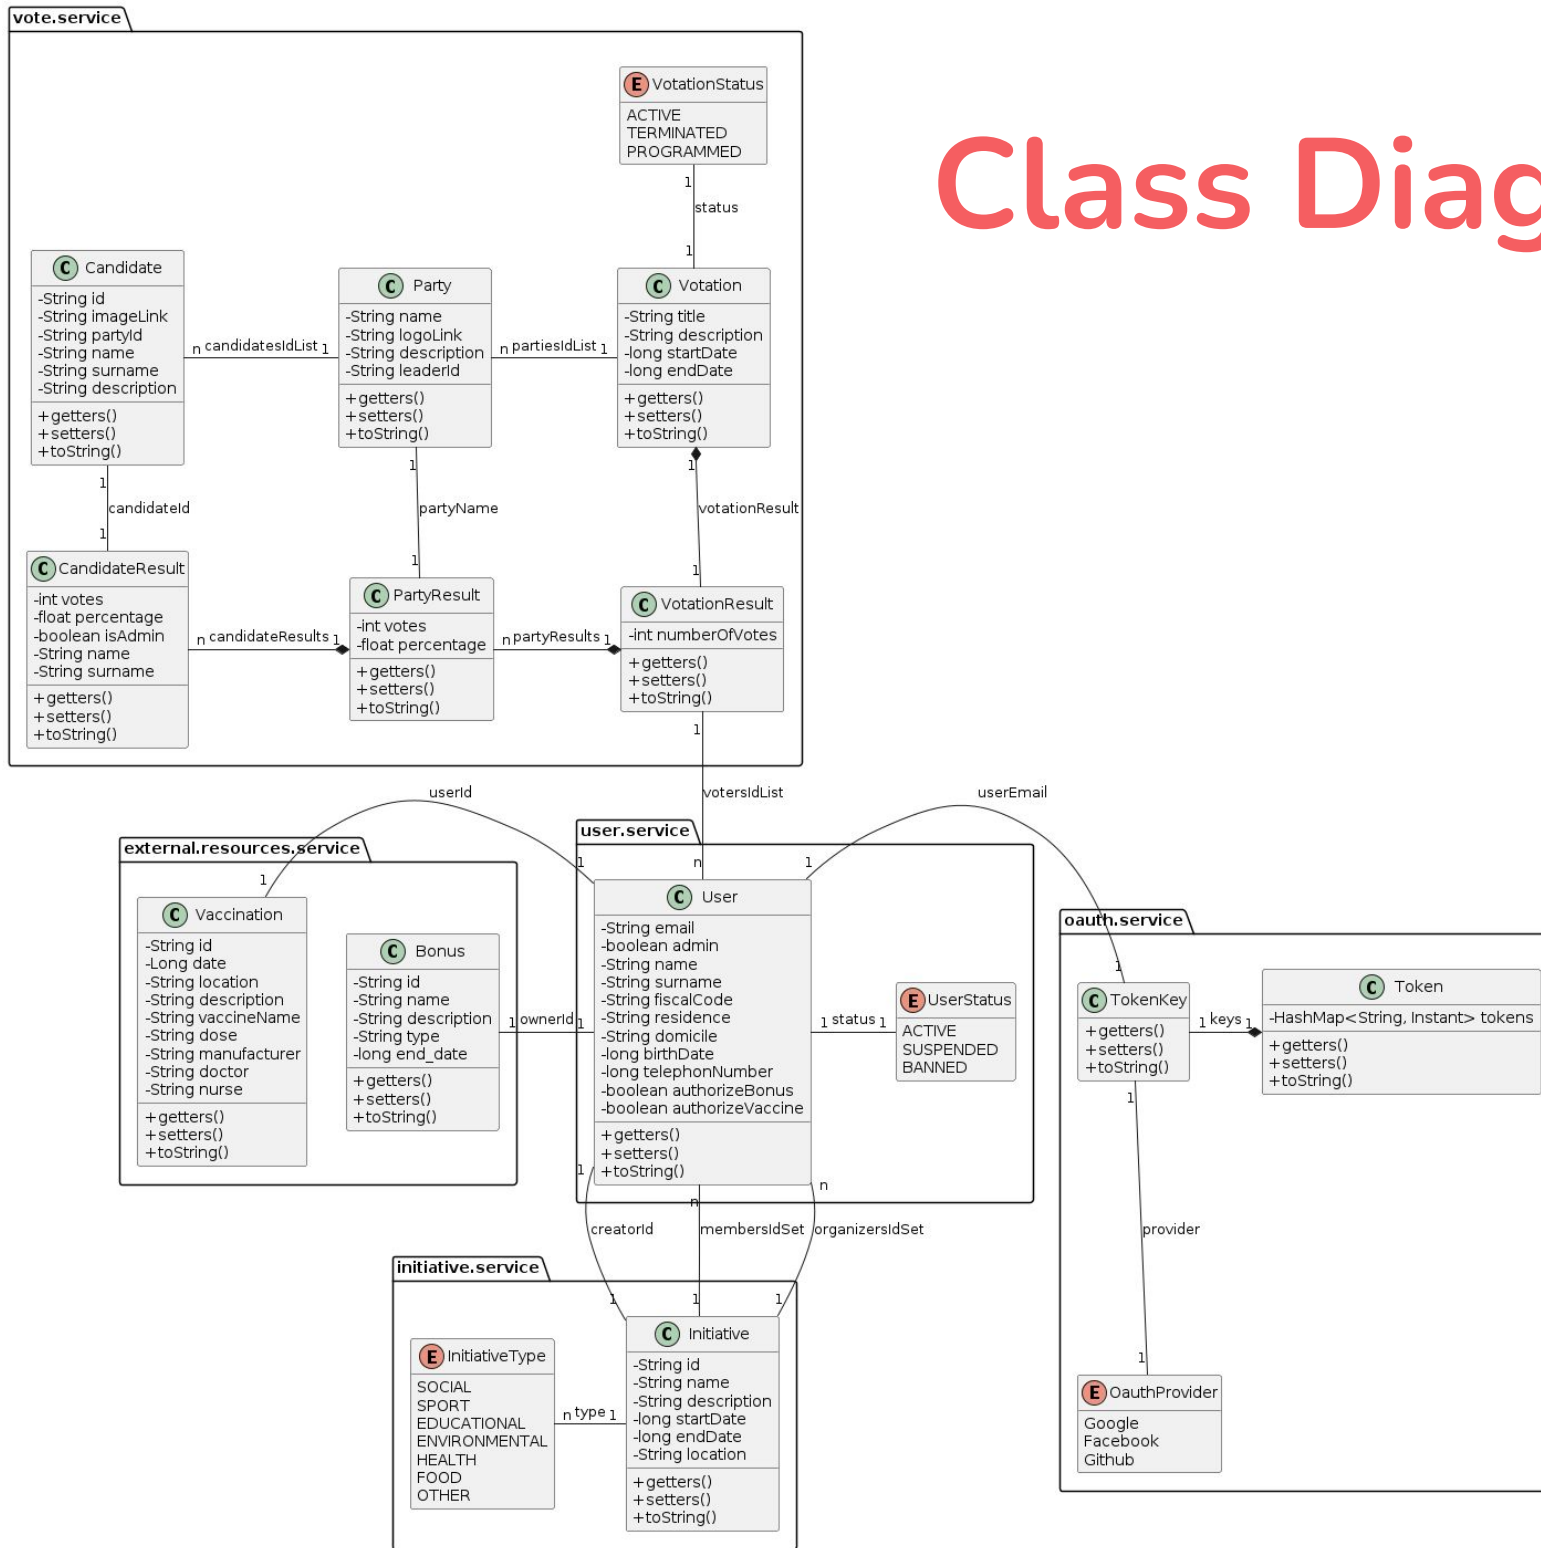 vote.service
E VotationStatus
ACTIVE
TERMINATED
PROGRAMMED
1
status
1
Class Diag
C Candidate
-String id
-String imageLink
-String partyId
-String name
-String surname
-String description
+getters()
+setters()
+toString()
n candidatesIdList 1
C Party
-String name
-String logoLink
-String description
-String leaderId
+getters()
+setters()
+toString()
n partiesIdList 1
C Votation
-String title
-String description
-long startDate
-long endDate
+getters()
+setters()
+toString()
1
candidateId
1
1
partyName
1
1
votationResult
1
C CandidateResult
-int votes
-float percentage
-boolean isAdmin
-String name
-String surname
+getters()
+setters()
+toString()
n candidateResults 1
C PartyResult
-int votes
-float percentage
+getters()
+setters()
+toString()
n partyResults 1
C VotationResult
-int numberOfVotes
+getters()
+setters()
+toString()
1
votersIdList
n
userId
1
1
userEmail
1
1
external.resources.service
C Vaccination
-String id
-Long date
-String location
-String description
-String vaccineName
-String dose
-String manufacturer
-String doctor
-String nurse
+getters()
+setters()
+toString()
C Bonus
-String id
-String name
-String description
-String type
-long end_date
+getters()
+setters()
+toString()
1 ownerId 1
user.service
C User
-String email
-boolean admin
-String name
-String surname
-String fiscalCode
-String residence
-String domicile
-long birthDate
-long telephonNumber
-boolean authorizeBonus
-boolean authorizeVaccine
+getters()
+setters()
+toString()
1 status 1
E UserStatus
ACTIVE
SUSPENDED
BANNED
oauth.service
C TokenKey
+getters()
+setters()
+toString()
1 keys 1
C Token
-HashMap<String, Instant> tokens
+getters()
+setters()
+toString()
1
provider
1
E OauthProvider
Google
Facebook
Github
1
creatorId
1
n
membersIdSet
1
n
organizersIdSet
1
initiative.service
E InitiativeType
SOCIAL
SPORT
EDUCATIONAL
ENVIRONMENTAL
HEALTH
FOOD
OTHER
n type 1
C Initiative
-String id
-String name
-String description
-long startDate
-long endDate
-String location
+getters()
+setters()
+toString()